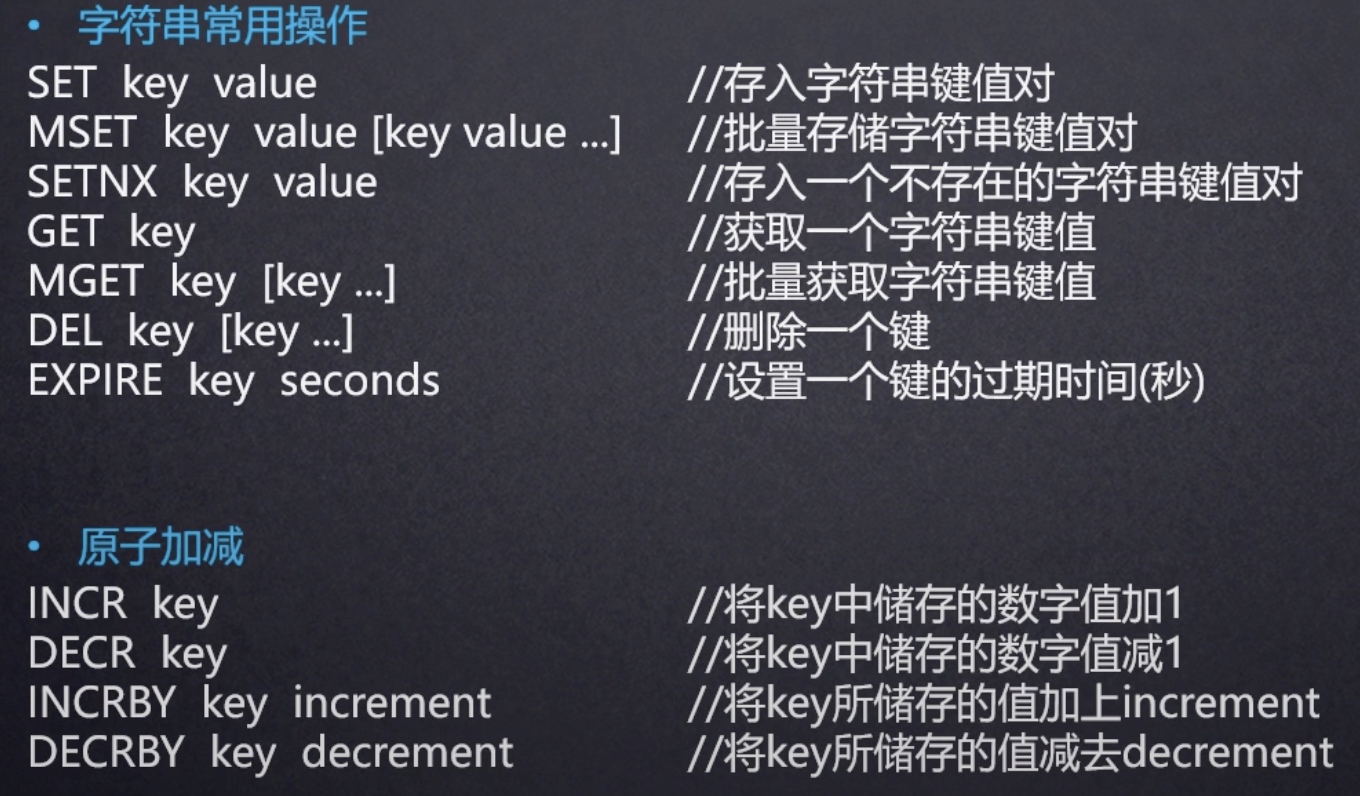 • 字符串常用操作
SET key value //存入字符串键值对
MSET key value [key value ...] //批量存储字符串键值对
SETNX key value //存入一个不存在的字符串键值对
GET key //获取一个字符串键值
MGET key [key ...] //批量获取字符串键值
DEL key [key ...] //删除一个键
EXPIRE key seconds //设置一个键的过期时间(秒)
• 原子加减
INCR key //将key中储存的数字值加1
DECR key //将key中储存的数字值减1
INCRBY key increment //将key所储存的值加上increment
DECRBY key decrement //将key所储存的值减去decrement